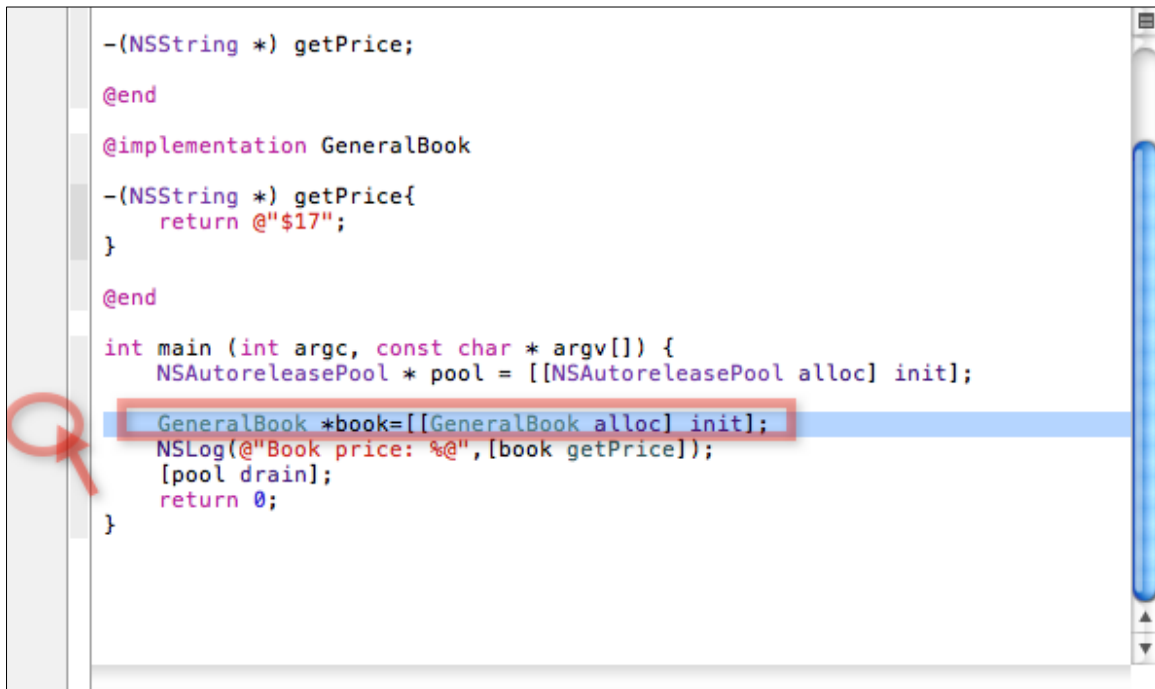 -(NSString *) getPrice;
@end
@implementation GeneralBook
-(NSString *) getPrice{
    return @"$17";
}
@end
int main (int argc, const char * argv[]) {
    NSAutoreleasePool * pool = [[NSAutoreleasePool alloc] init];
    GeneralBook *book=[[GeneralBook alloc] init];
    NSLog(@"Book price: %@",[book getPrice]);
    [pool drain];
    return 0;
}